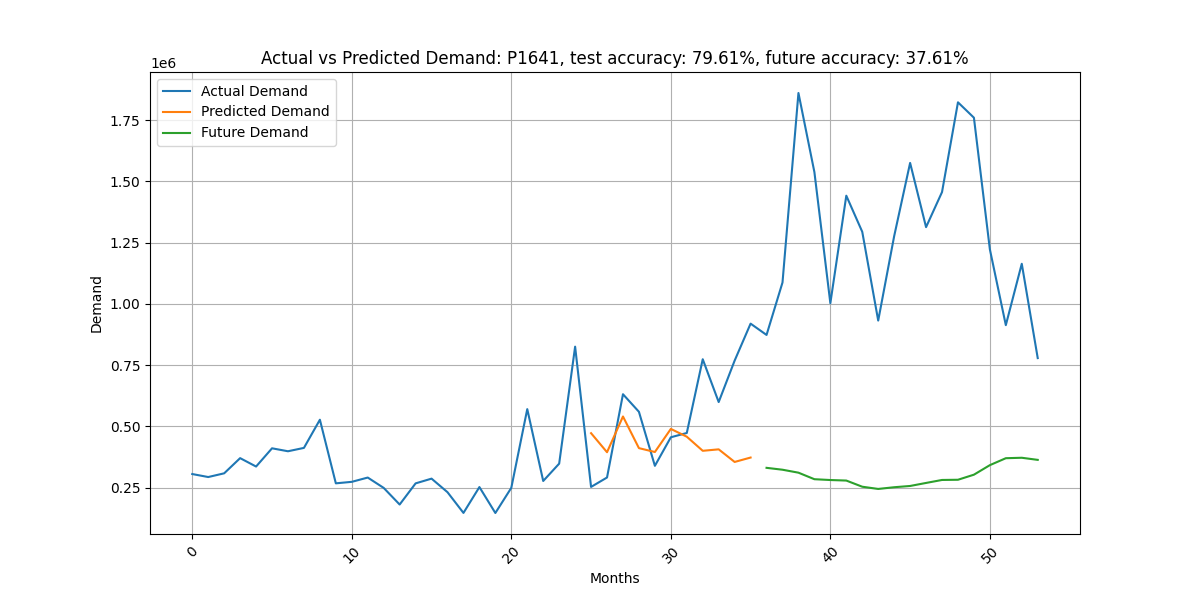 Actual vs Predicted Demand: P1641, test accuracy: 79.61%, future accuracy: 37.61%
1e6
Actual Demand
Predicted Demand
Future Demand
1.75
1.50
1.25
1.00
0.75
0.50
0.25
Demand
0 10 20 30 40 50
Months